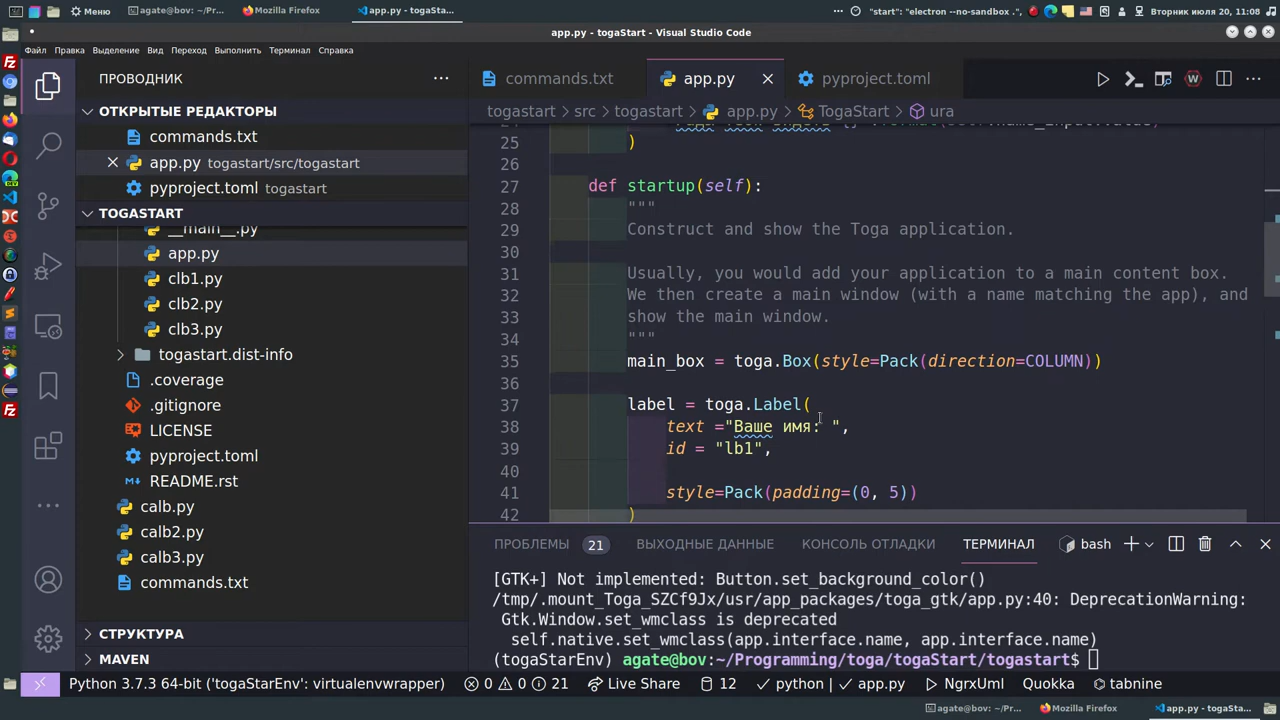 Меню
agate@bov: ~/Pr...
Mozilla Firefox
app.py - togaSta...
"start": "electron --no-sandbox .",
Вторник июля 20, 11:08
app.py - togaStart - Visual Studio Code
Файл Правка Выделение Вид Переход Выполнить Терминал Справка
ПРОВОДНИК
commands.txt
app.py
pyproject.toml
ОТКРЫТЫЕ РЕДАКТОРЫ
commands.txt
app.py togastart/src/togastart
pyproject.toml togastart
TOGASTART
__main__.py
app.py
clb1.py
clb2.py
clb3.py
togastart.dist-info
.coverage
.gitignore
LICENSE
pyproject.toml
README.rst
calb.py
calb2.py
calb3.py
commands.txt
СТРУКТУРА
MAVEN
togastart > src > togastart > app.py > TogaStart > ura
25 )
26
27 def startup(self):
28 """
29 Construct and show the Toga application.
30
31 Usually, you would add your application to a main content box.
32 We then create a main window (with a name matching the app), and
33 show the main window.
34 """
35 main_box = toga.Box(style=Pack(direction=COLUMN))
36
37 label = toga.Label(
38 text ="Ваше имя: ",
39 id = "lb1",
40
41 style=Pack(padding=(0, 5))
42 )
ПРОБЛЕМЫ 21 ВЫХОДНЫЕ ДАННЫЕ КОНСОЛЬ ОТЛАДКИ ТЕРМИНАЛ bash
[GTK+] Not implemented: Button.set_background_color()
/tmp/.mount_Toga_SZCf9Jx/usr/app_packages/toga_gtk/app.py:40: DeprecationWarning:
Gtk.Window.set_wmclass is deprecated
self.native.set_wmclass(app.interface.name, app.interface.name)
(togaStarEnv) agate@bov:~/Programming/toga/togaStart/togastart$
Python 3.7.3 64-bit ('togaStarEnv': virtualenvwrapper) 0 0 21 Live Share 12 python | app.py NgrxUml Quokka tabnine
agate@bov: ~/Pr...
Mozilla Firefox
app.py - togaSta...